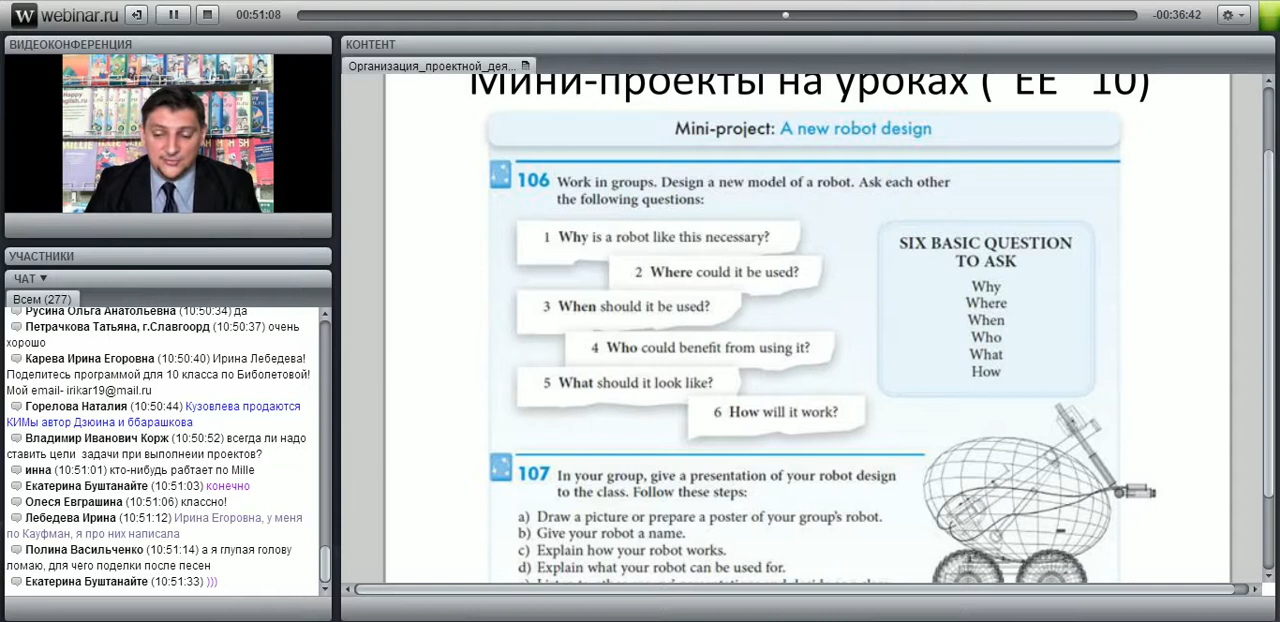 webinar.ru
00:51:08
-00:36:42
ВИДЕОКОНФЕРЕНЦИЯ
УЧАСТНИКИ
ЧАТ
Всем (277)
Русина Ольга Анатольевна (10:50:34) да
Петрачкова Татьяна, г.Славгоорд (10:50:37) очень
хорошо
Карева Ирина Егоровна (10:50:40) Ирина Лебедева!
Поделитесь программой для 10 класса по Биболетовой!
Мой email- irikar19@mail.ru
Горелова Наталия (10:50:44) Кузовлева продаются
КИМы автор Дзюина и ббарашкова
Владимир Иванович Корж (10:50:52) всегда ли надо
ставить цели задачи при выполнеии проектов?
инна (10:51:01) кто-нибудь рабтает по Mille
Екатерина Буштанайте (10:51:03) конечно
Олеся Евграшина (10:51:06) классно!
Лебедева Ирина (10:51:12) Ирина Егоровна, у меня
по Кауфман, я про них написала
Полина Васильченко (10:51:14) а я глупая голову
ломаю, для чего поделки после песен
Екатерина Буштанайте (10:51:33) )))
КОНТЕНТ
Организация_проектной_дея...
Мини-проекты на уроках ( EE 10)
Mini-project: A new robot design
106 Work in groups. Design a new model of a robot. Ask each other
the following questions:
1 Why is a robot like this necessary?
2 Where could it be used?
3 When should it be used?
4 Who could benefit from using it?
5 What should it look like?
6 How will it work?
SIX BASIC QUESTION
TO ASK
Why
Where
When
Who
What
How
107 In your group, give a presentation of your robot design
to the class. Follow these steps:
a) Draw a picture or prepare a poster of your group's robot.
b) Give your robot a name.
c) Explain how your robot works.
d) Explain what your robot can be used for.